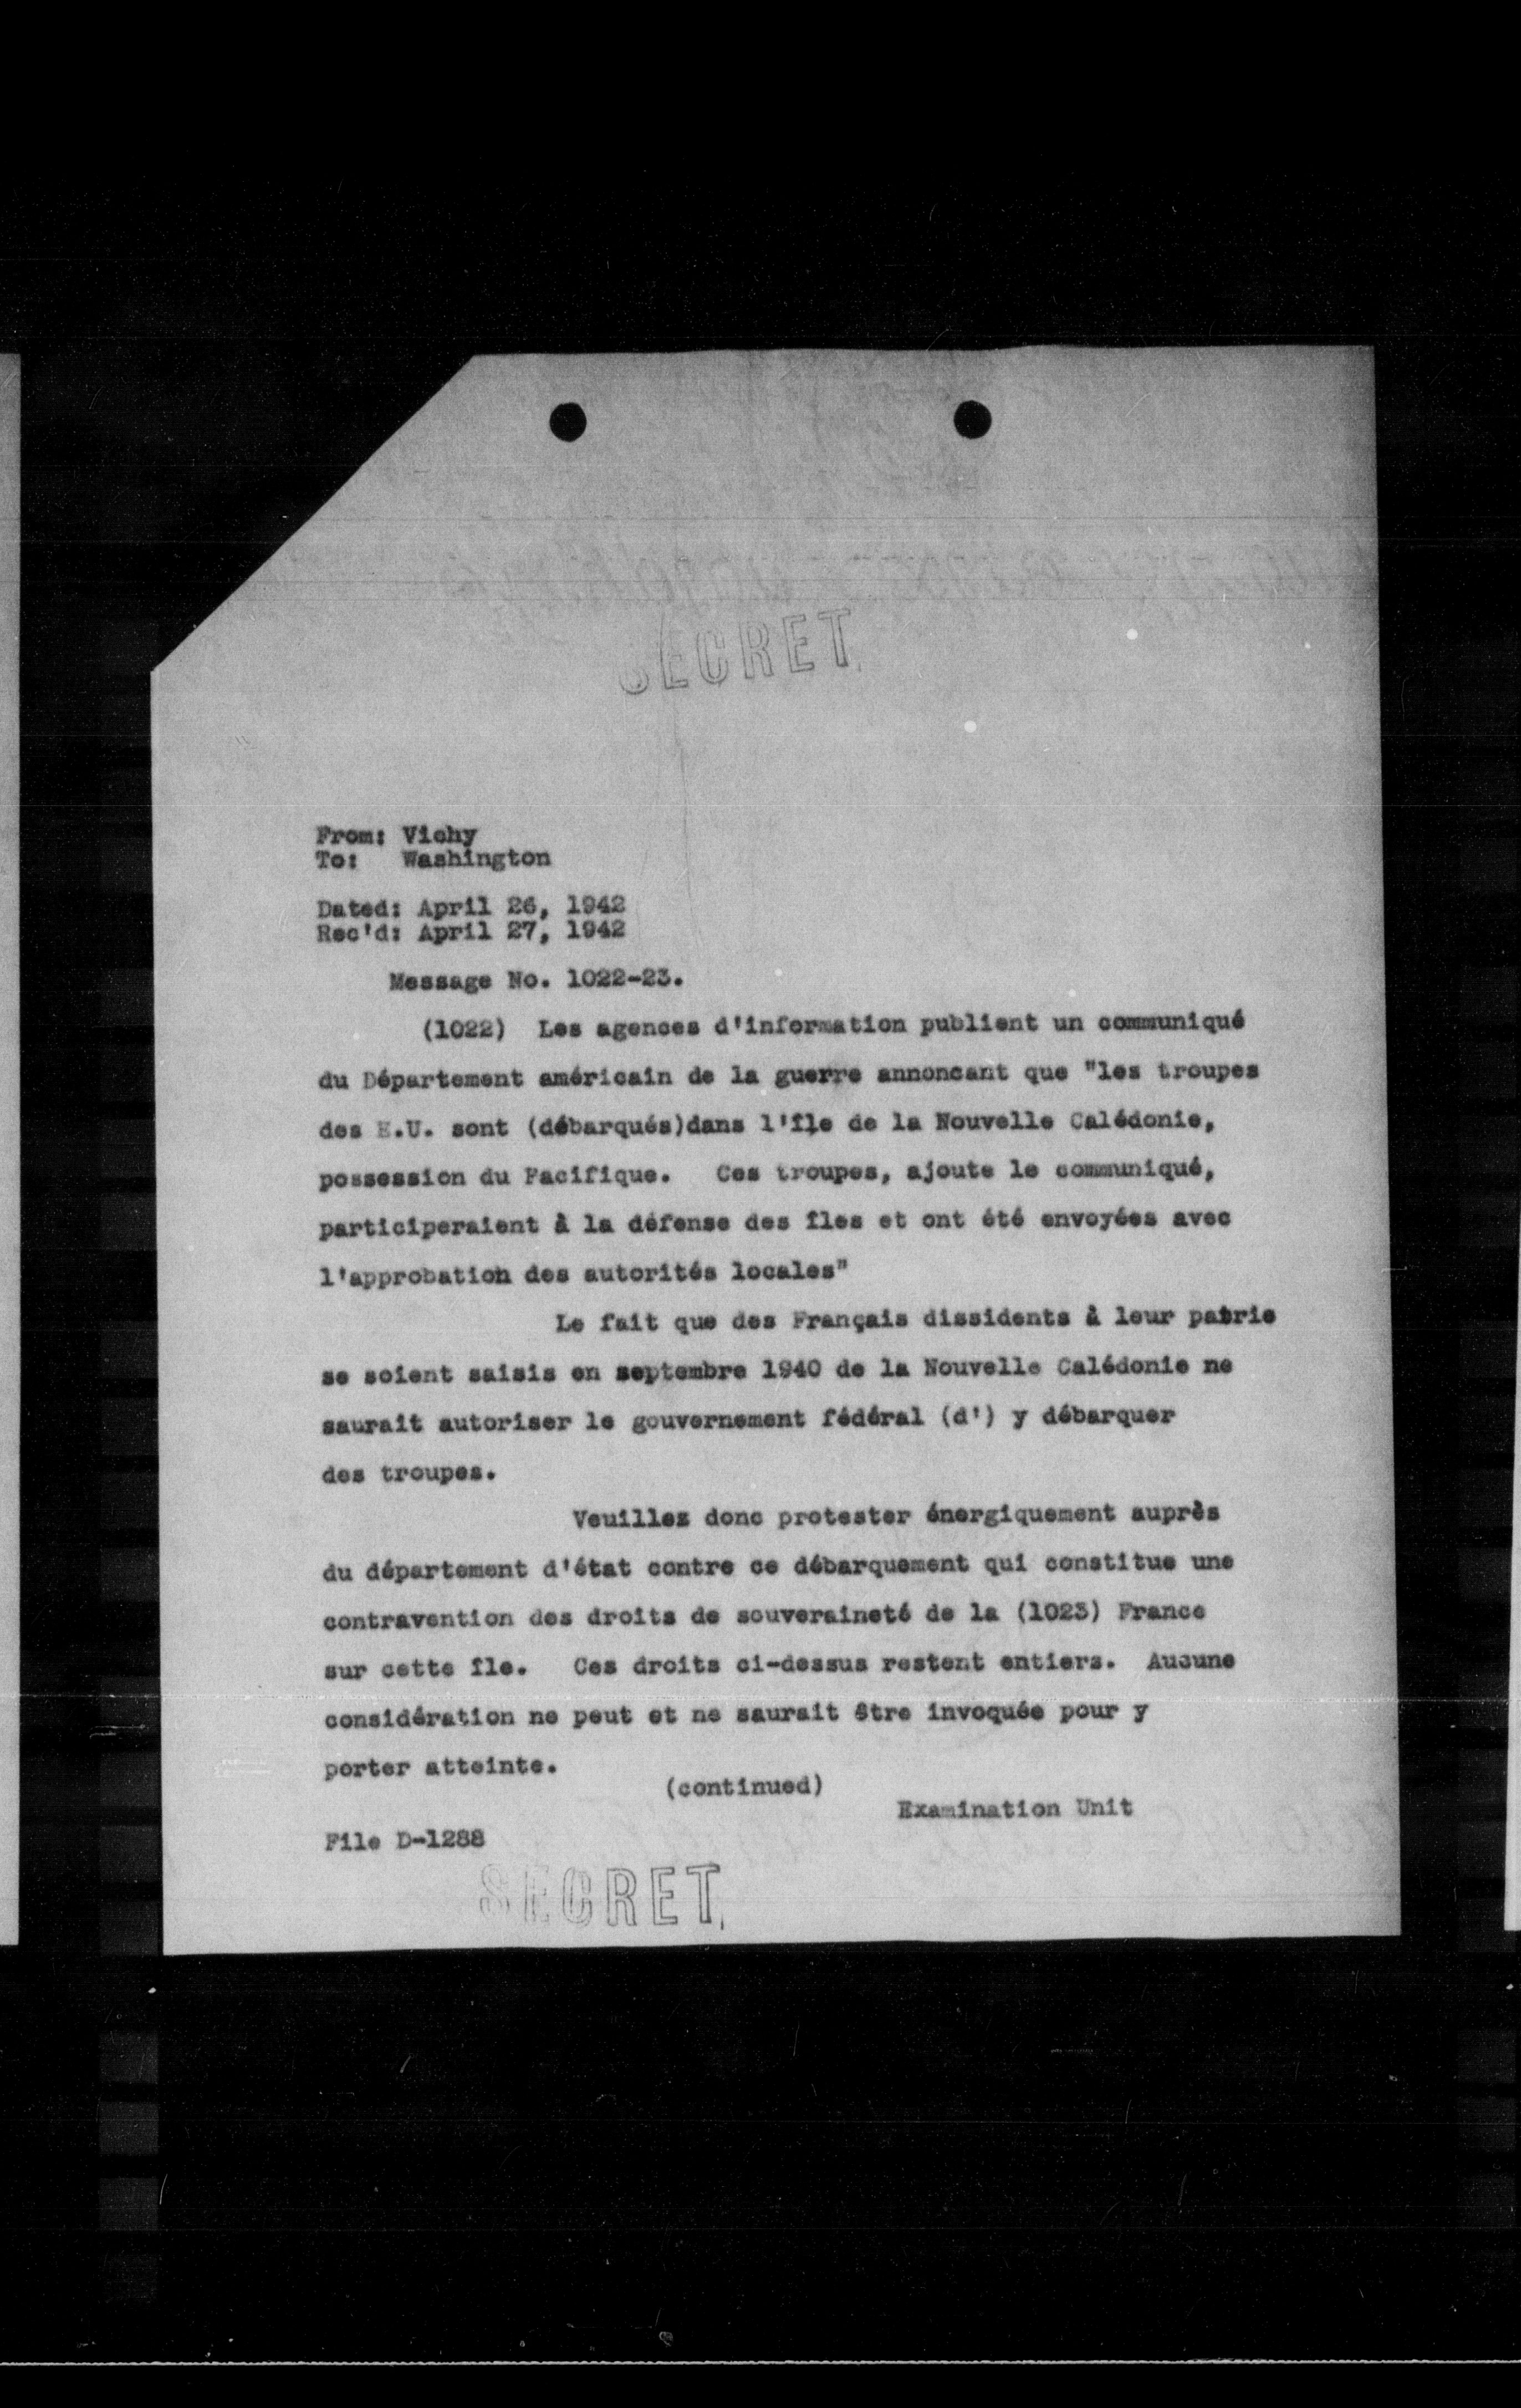 SECRET
From: Vichy
To: Washington
Dated: April 26, 1942
Rec'd: April 27, 1942
Message No. 1022-23.
(1022) Les agences d'information publient un communiqué
du Département américain de la guerre annoncant que "les troupes
des E.U. sont (débarqués)dans l'île de la Nouvelle Calédonie,
possession du Pacifique. Ces troupes, ajoute le communiqué,
participeraient à la défense des îles et ont été envoyées avec
l'approbation des autorités locales"
Le fait que des Français dissidents à leur patrie
se soient saisis en septembre 1940 de la Nouvelle Calédonie ne
saurait autoriser le gouvernement fédéral (d') y débarquer
des troupes.
Veuillez donc protester énergiquement auprès
du département d'état contre ce débarquement qui constitue une
contravention des droits de souveraineté de la (1023) France
sur cette île. Ces droits ci-dessus restent entiers. Aucune
considération ne peut et ne saurait être invoquée pour y
porter atteinte.
(continued)
Examination Unit
File D-1288
SECRET